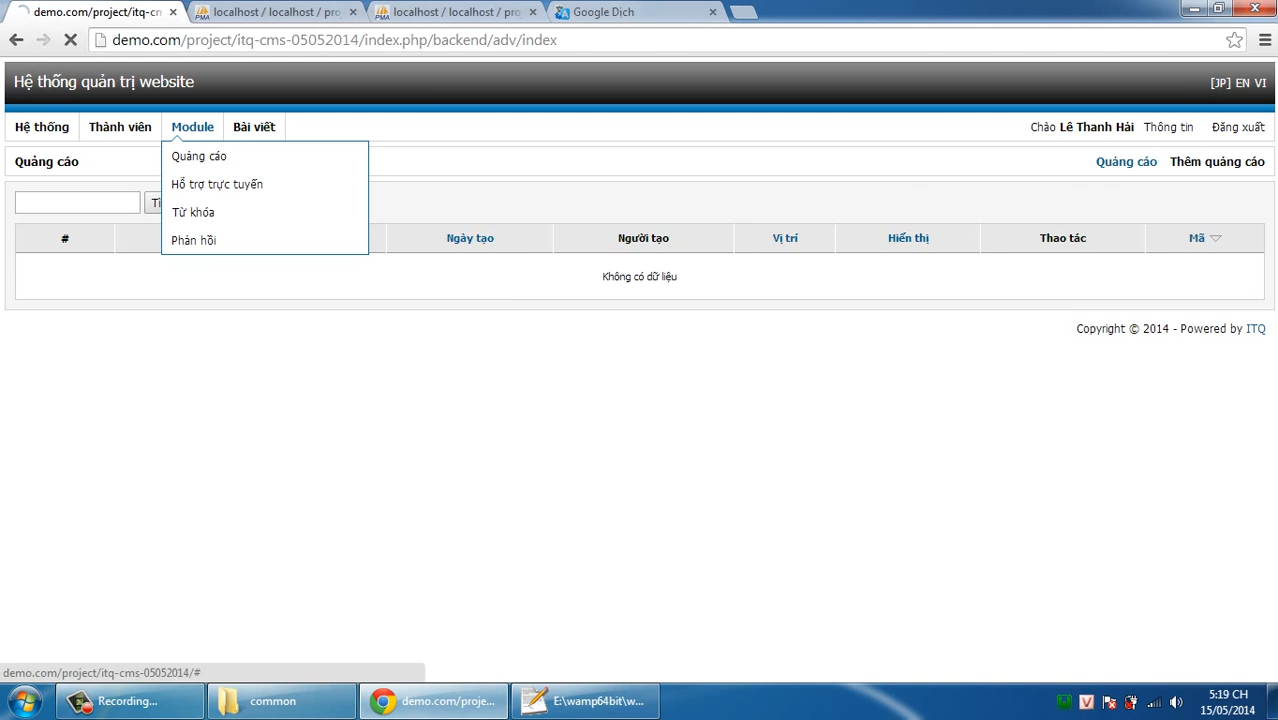 demo.com/project/itq-cm
localhost / localhost / pro
localhost / localhost / pro
Google Dịch
demo.com/project/itq-cms-05052014/index.php/backend/adv/index
Hệ thống quản trị website
[JP] EN VI
Hệ thống Thành viên Module Bài viết
Chào Lê Thanh Hải Thông tin Đăng xuất
Quảng cáo
Quảng cáo Thêm quảng cáo
Quảng cáo
Hỗ trợ trực tuyến
Từ khóa
Phản hồi
# Ngày tạo Người tạo Vị trí Hiển thị Thao tác Mã
Không có dữ liệu
Copyright © 2014 - Powered by ITQ
demo.com/project/itq-cms-05052014/#
Recording...
common
demo.com/proje...
E:\wamp64bit\w...
5:19 CH
15/05/2014